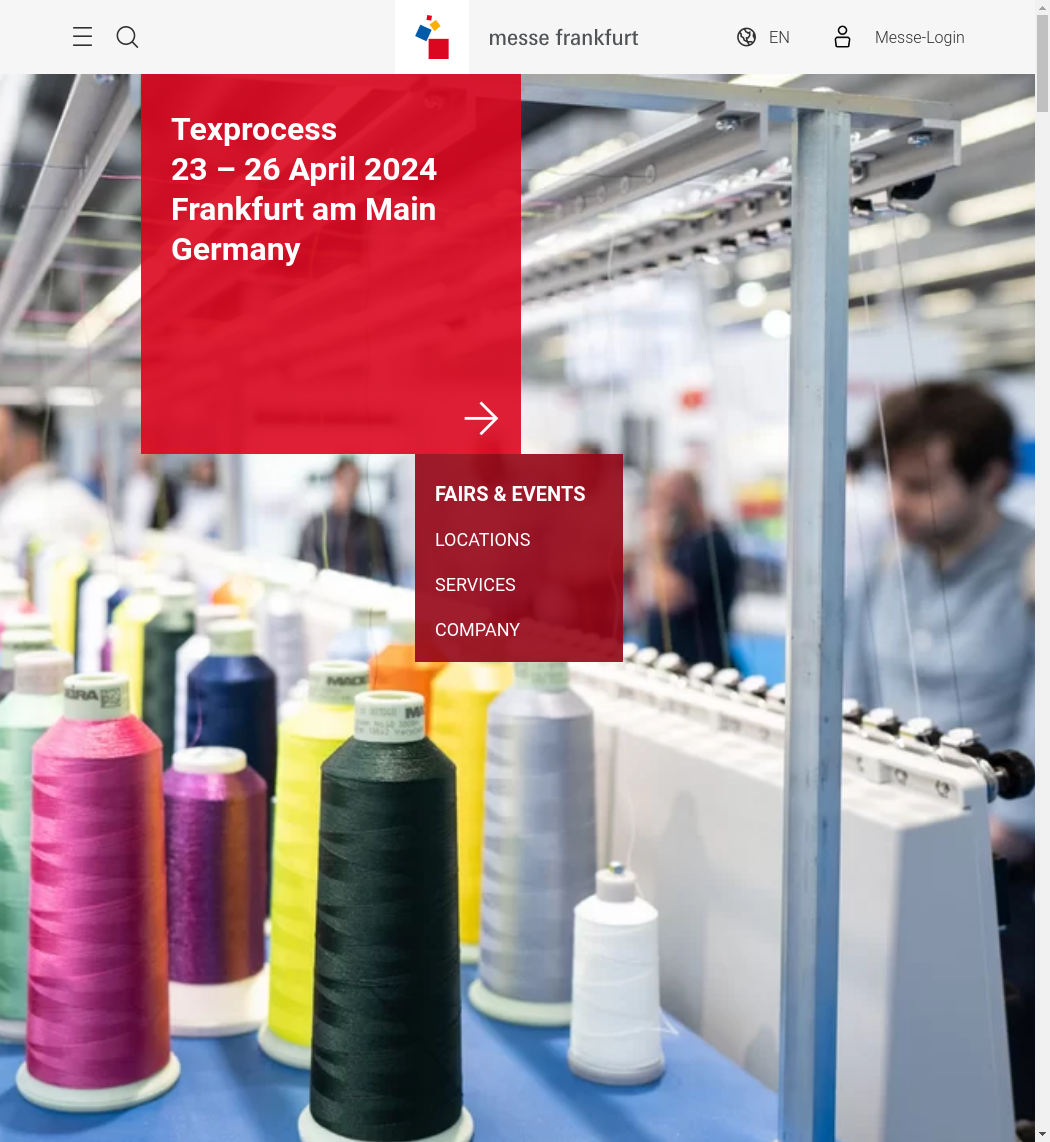 messe frankfurt
EN
Messe-Login
Texprocess
23 – 26 April 2024
Frankfurt am Main
Germany
FAIRS & EVENTS
LOCATIONS
SERVICES
COMPANY